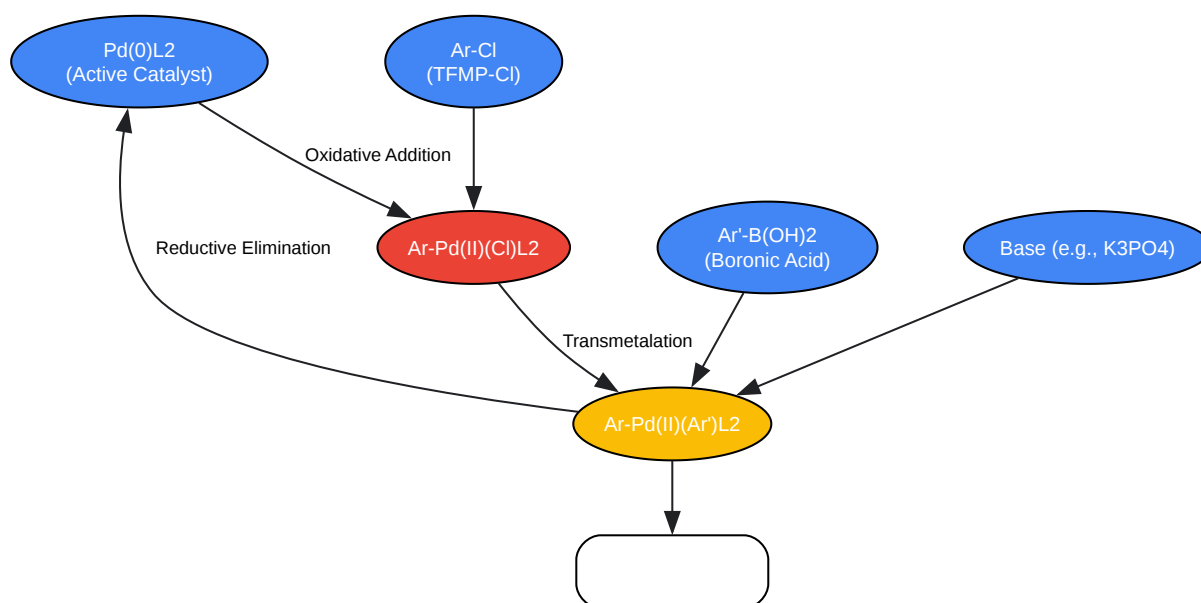 Pd(0)L2
(Active Catalyst)
Ar-Cl
(TFMP-Cl)
Oxidative Addition
Reductive Elimination
Ar-Pd(II)(Cl)L2
Ar'-B(OH)2
(Boronic Acid)
Base (e.g., K3PO4)
Transmetalation
Ar-Pd(II)(Ar')L2